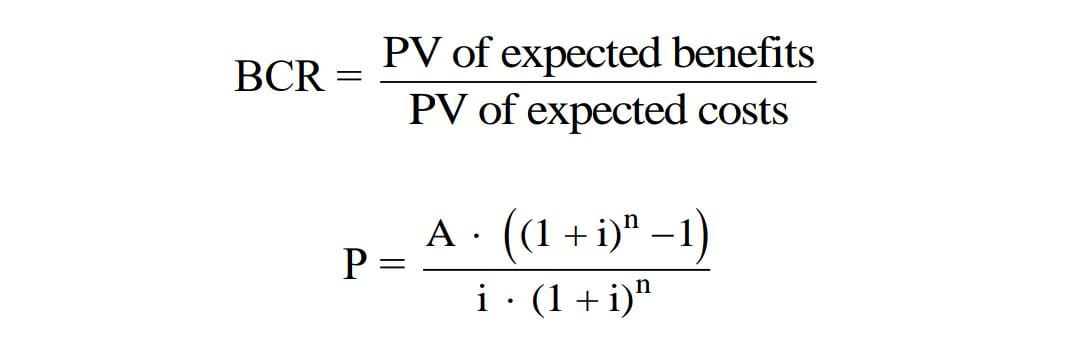 BCR = PV of expected benefits / PV of expected costs
P = A · ((1 + i)ⁿ − 1) / i · (1 + i)ⁿ